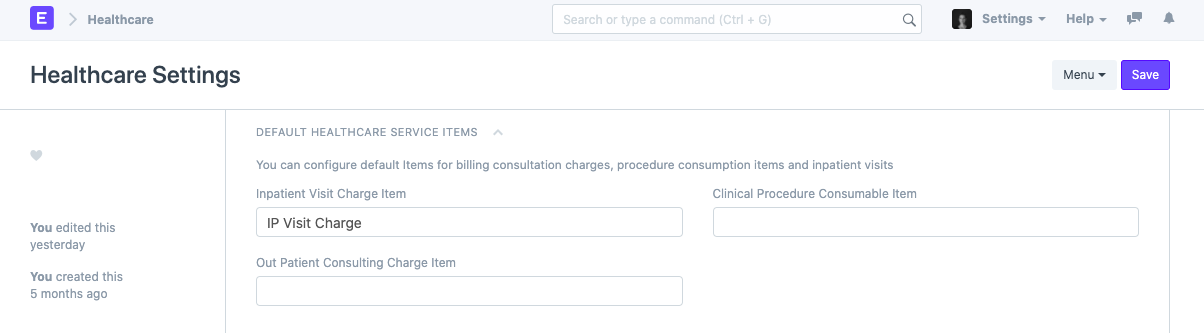 E
Healthcare
Search or type a command (Ctrl + G)
Settings
Help
Healthcare Settings
Menu
Save
DEFAULT HEALTHCARE SERVICE ITEMS
You can configure default Items for billing consultation charges, procedure consumption items and inpatient visits
Inpatient Visit Charge Item
Clinical Procedure Consumable Item
IP Visit Charge
You edited this
yesterday
Out Patient Consulting Charge Item
You created this
5 months ago